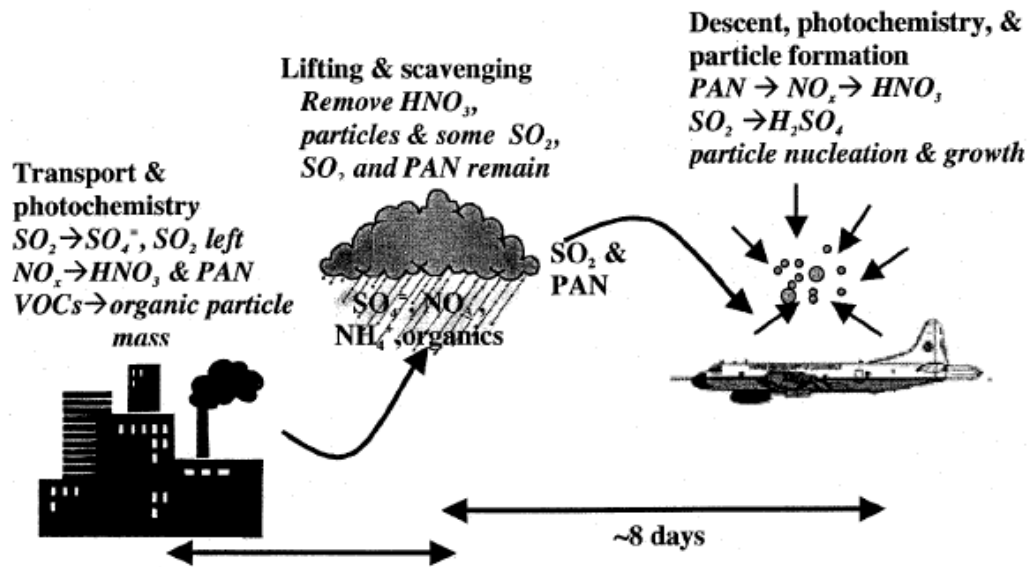 Transport &
photochemistry
SO₂→SO₄⁼, SO₂ left
NOₓ→HNO₃ & PAN
VOCs→organic particle
mass
Lifting & scavenging
Remove HNO₃,
particles & some SO₂,
SO₂ and PAN remain
SO₄⁼, NO₃⁻,
NH₄⁺,organics
SO₂ &
PAN
Descent, photochemistry, &
particle formation
PAN → NOₓ→ HNO₃
SO₂ →H₂SO₄
particle nucleation & growth
~8 days